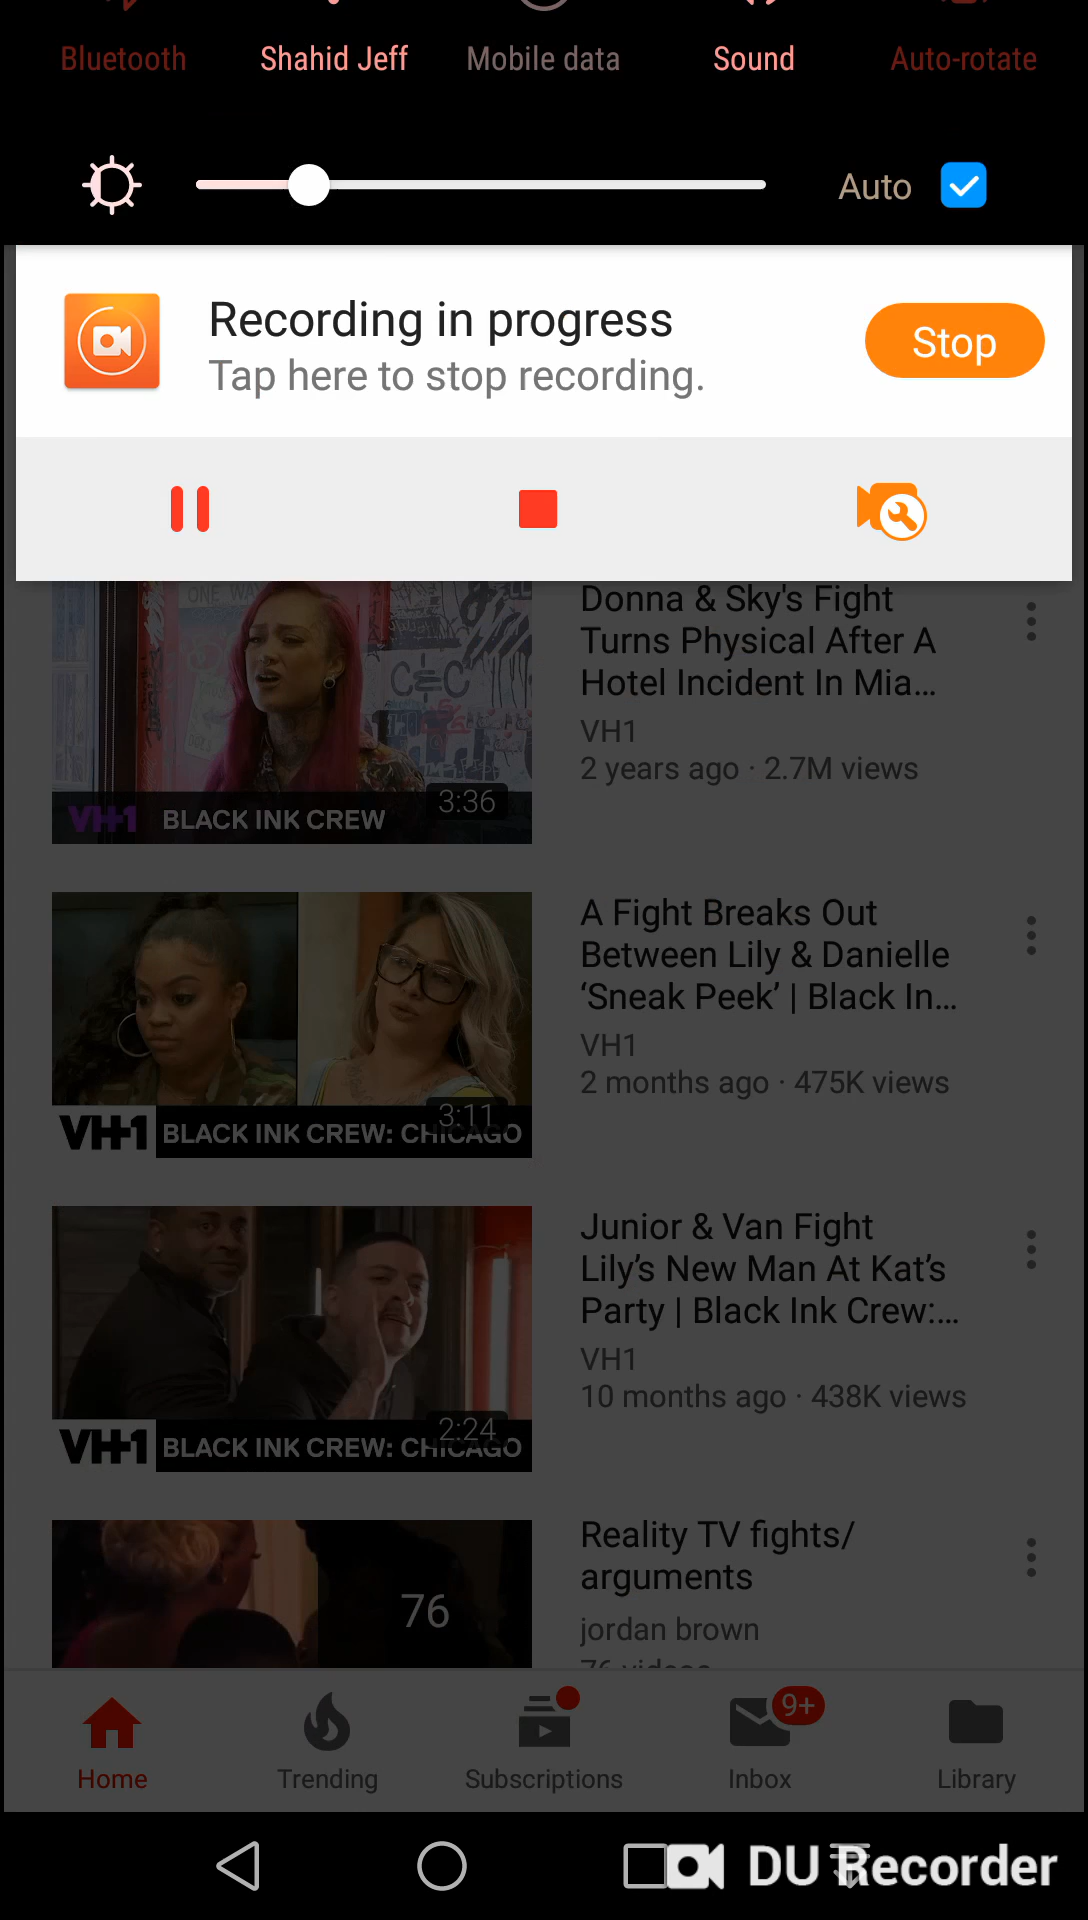 Bluetooth
Shahid Jeff
Mobile data
Sound
Auto-rotate
Auto
Recording in progress
Tap here to stop recording.
Stop
ONE WAY
C&C
VH1 BLACK INK CREW
3:36
Donna & Sky's Fight
Turns Physical After A
Hotel Incident In Mia…
VH1
2 years ago · 2.7M views
VH1 BLACK INK CREW: CHICAGO
3:11
A Fight Breaks Out
Between Lily & Danielle
‘Sneak Peek’ | Black In…
VH1
2 months ago · 475K views
VH1 BLACK INK CREW: CHICAGO
2:24
Junior & Van Fight
Lily’s New Man At Kat’s
Party | Black Ink Crew:…
VH1
10 months ago · 438K views
76
Reality TV fights/
arguments
jordan brown
76 videos
Home
Trending
Subscriptions
9+
Inbox
Library
DU Recorder